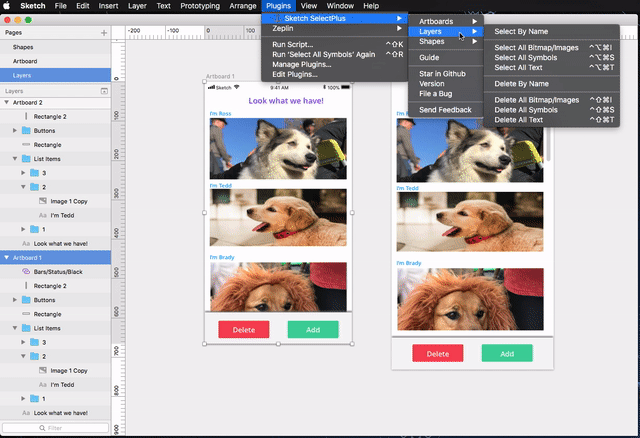 Sketch File Edit Insert Layer Text Prototyping Arrange Plugins View Window Help
Sketch SelectPlus
Zeplin
Run Script... ^⇧K
Run 'Select All Symbols' Again ^⇧R
Manage Plugins...
Edit Plugins...
Artboards
Layers
Shapes
Guide
Star in Github
Version
File a Bug
Send Feedback
Select By Name
Select All Bitmap/Images ^⌥⌘I
Select All Symbols ^⌥⌘S
Select All Text ^⌥⌘T
Delete By Name
Delete All Bitmap/Images ^⇧⌘I
Delete All Symbols ^⇧⌘S
Delete All Text ^⇧⌘T
Pages
Shapes
Artboard
Layers
Layers
Artboard 2
Rectangle 2
Buttons
Rectangle
List Items
3
2
Image 1 Copy
I'm Tedd
1
Look what we have!
Artboard 1
Bars/Status/Black
Rectangle 2
Buttons
Rectangle
List Items
3
2
Image 1 Copy
I'm Tedd
1
Look what we have!
Filter
-200
-100
0
100
200
0
100
200
300
400
500
600
700
800
900
Artboard 1
Sketch 9:41 AM 100%
Look what we have!
I'm Ross
I'm Tedd
I'm Brady
Delete
Add
I'm Tedd
I'm Brady
Delete
Add